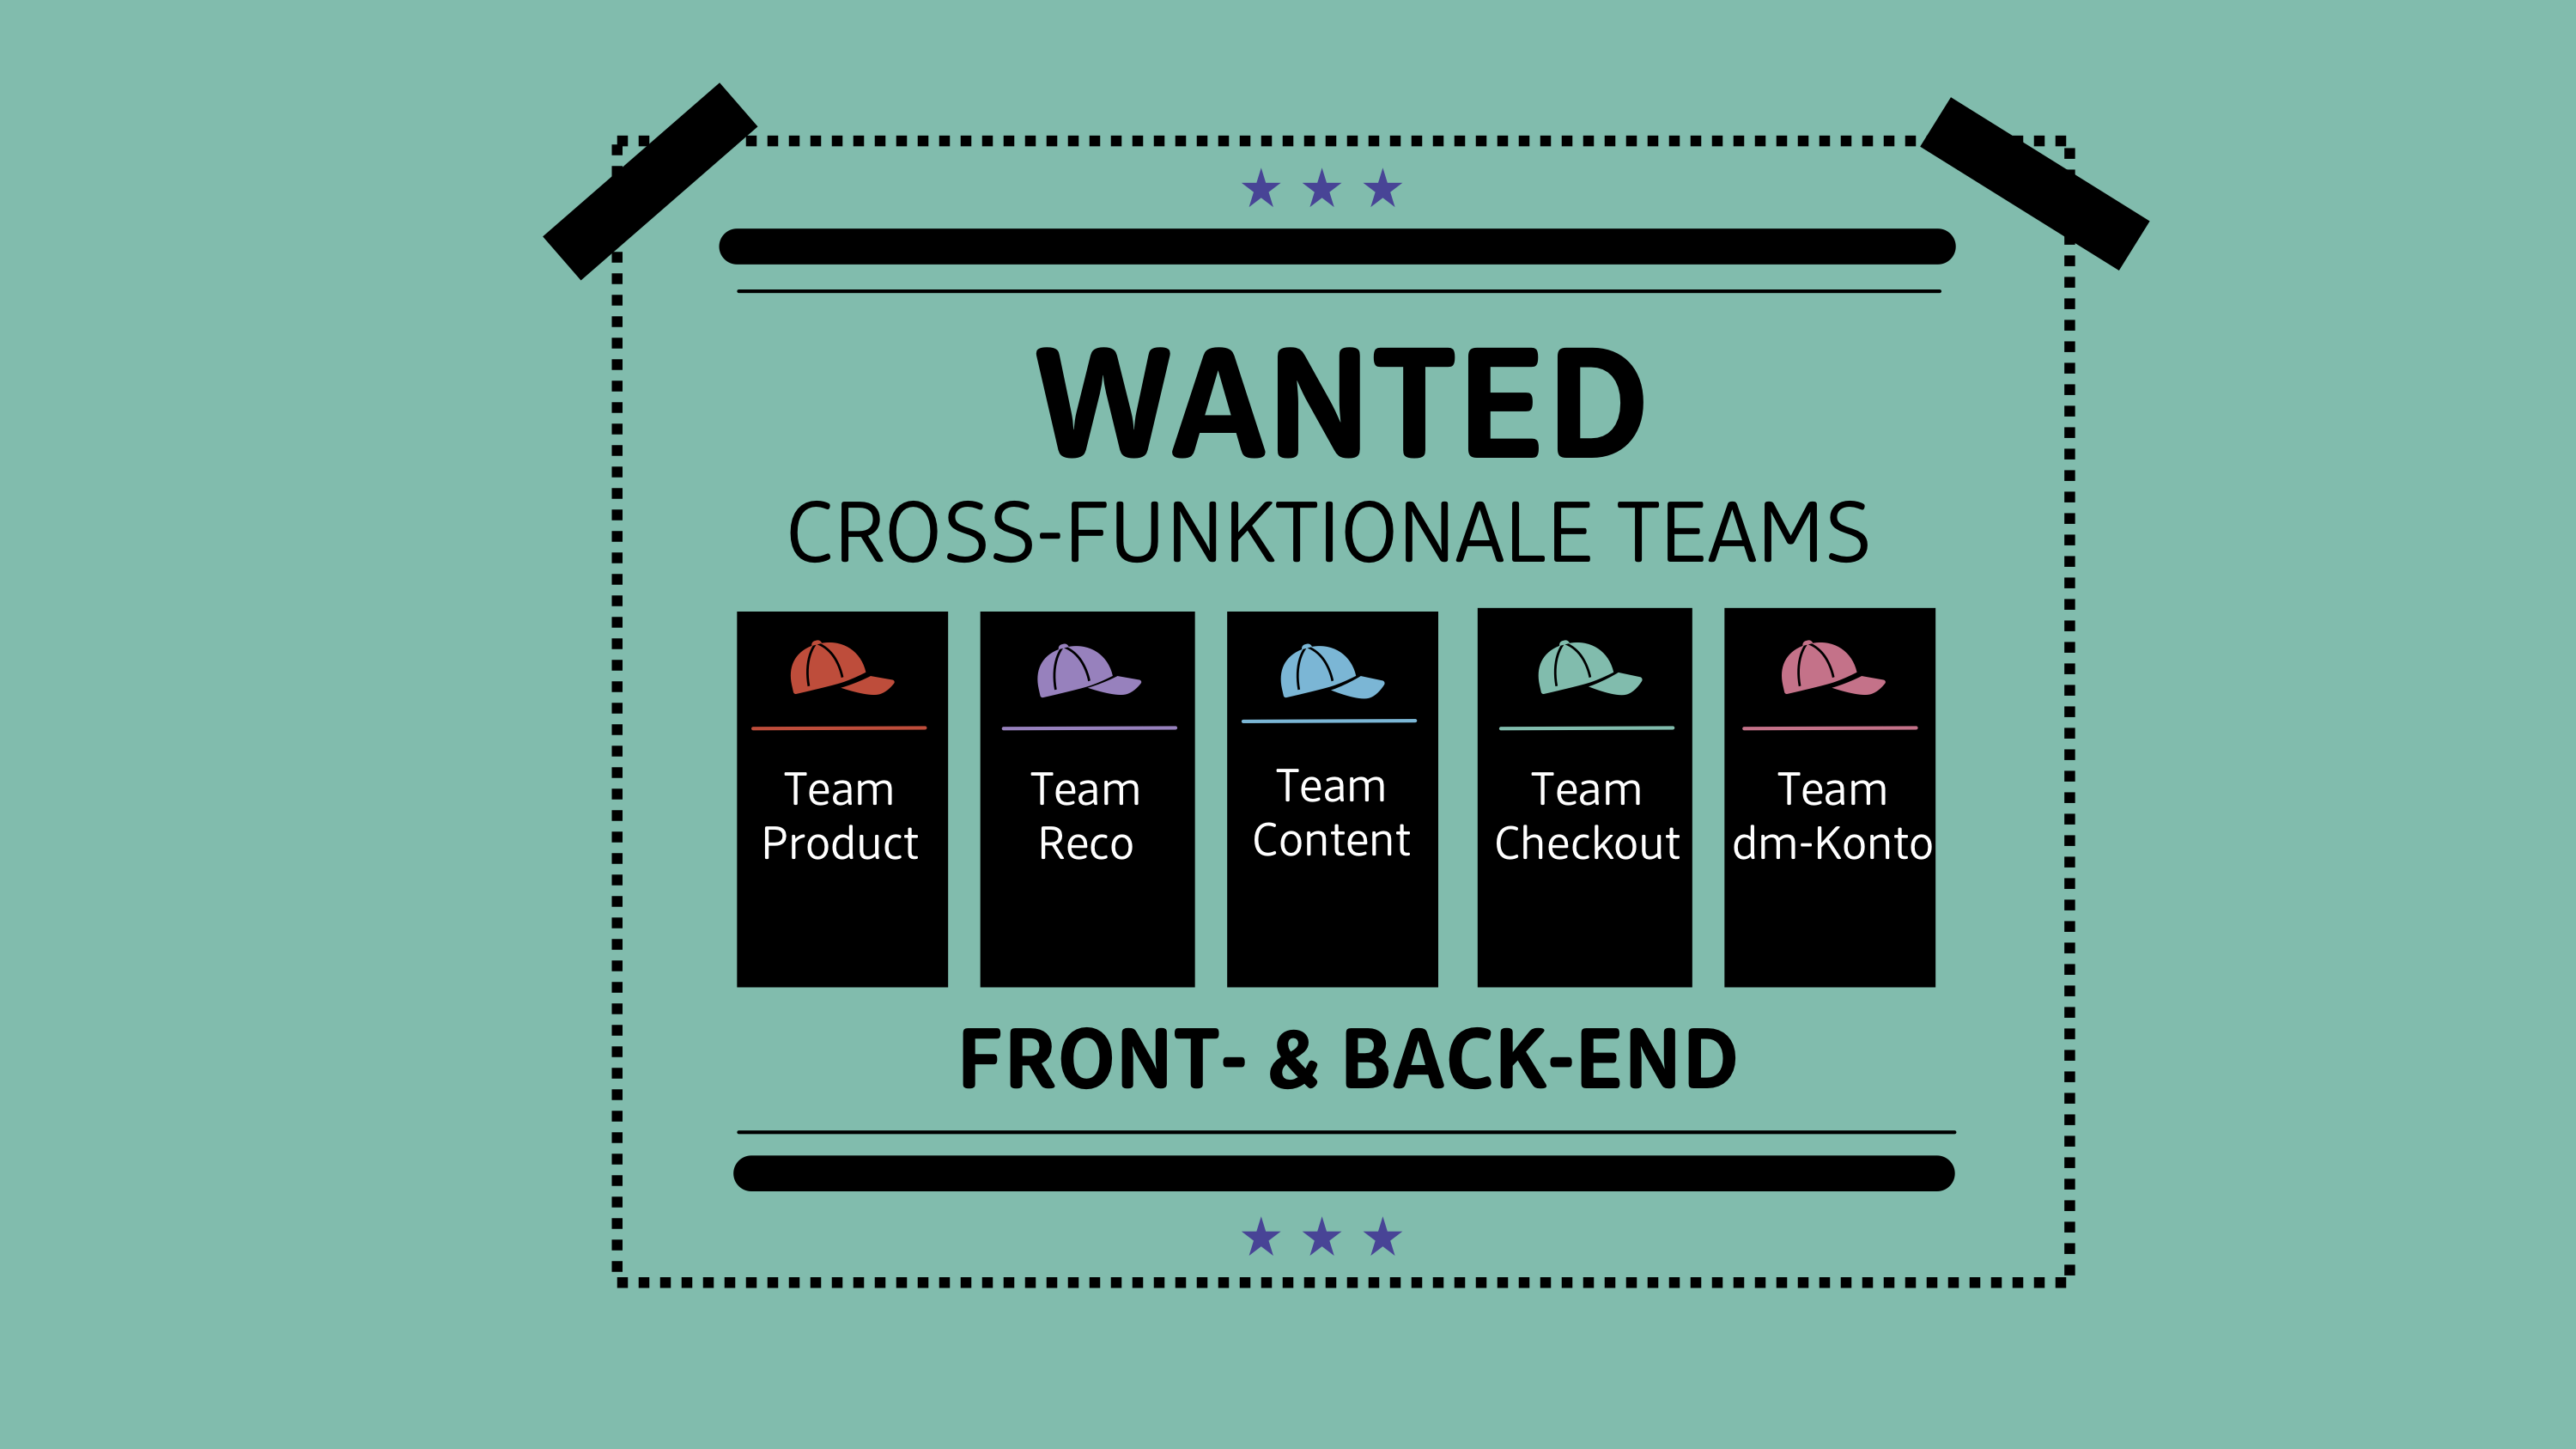 WANTED
CROSS-FUNKTIONALE TEAMS
Team
Product
Team
Reco
Team
Content
Team
Checkout
Team
dm-Konto
FRONT- & BACK-END